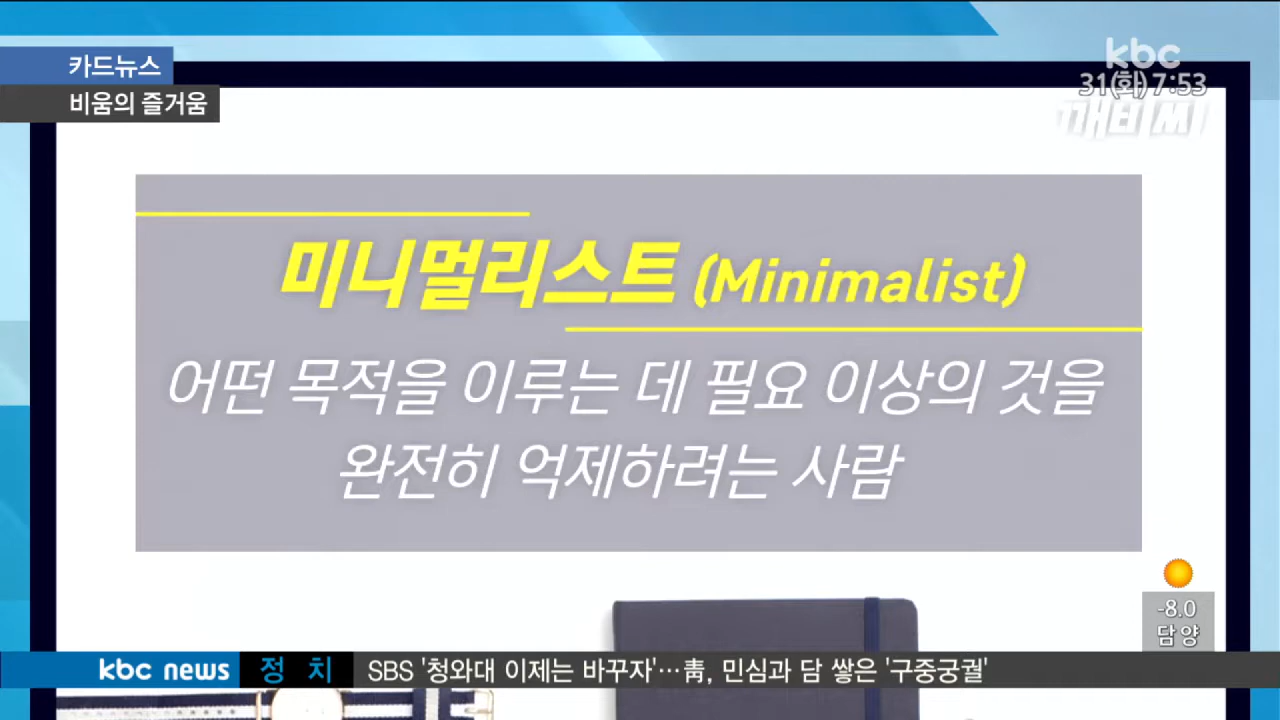 카드뉴스
비움의 즐거움
kbc
31(화) 7:53
깨비씨
미니멀리스트 (Minimalist)
어떤 목적을 이루는 데 필요 이상의 것을
완전히 억제하려는 사람
-8.0
담양
kbc news 정 치 SBS '청와대 이제는 바꾸자'…靑, 민심과 담 쌓은 '구중궁궐'